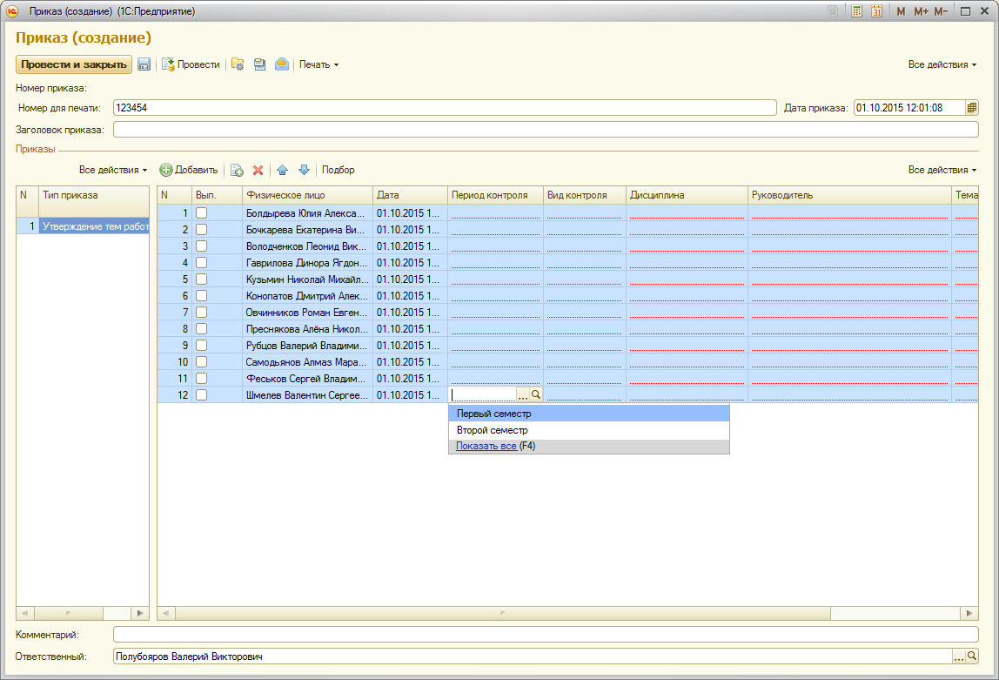 Приказ (создание) (1С:Предприятие)
M M+ M-
Приказ (создание)
Провести и закрыть Провести Печать Все действия
Номер приказа:
Номер для печати: 123454 Дата приказа: 01.10.2015 12:01:08
Заголовок приказа:
Приказы
Все действия Добавить Подбор Все действия
N Тип приказа N Вып. Физическое лицо Дата Период контроля Вид контроля Дисциплина Руководитель Тема
1 Утверждение тем работ
1 Болдырева Юлия Алекса... 01.10.2015 1...
2 Бочкарева Екатерина Ви... 01.10.2015 1...
3 Володченков Леонид Вик... 01.10.2015 1...
4 Гаврилова Динора Ягдон... 01.10.2015 1...
5 Кузьмин Николай Михайл... 01.10.2015 1...
6 Конопатов Дмитрий Алек... 01.10.2015 1...
7 Овчинников Роман Евген... 01.10.2015 1...
8 Преснякова Алёна Никол... 01.10.2015 1...
9 Рубцов Валерий Владими... 01.10.2015 1...
10 Самодьянов Алмаз Мара... 01.10.2015 1...
11 Феськов Сергей Владим... 01.10.2015 1...
12 Шмелев Валентин Сергее... 01.10.2015 1... ...
Первый семестр
Второй семестр
Показать все (F4)
Комментарий:
Ответственный: Полубояров Валерий Викторович ...